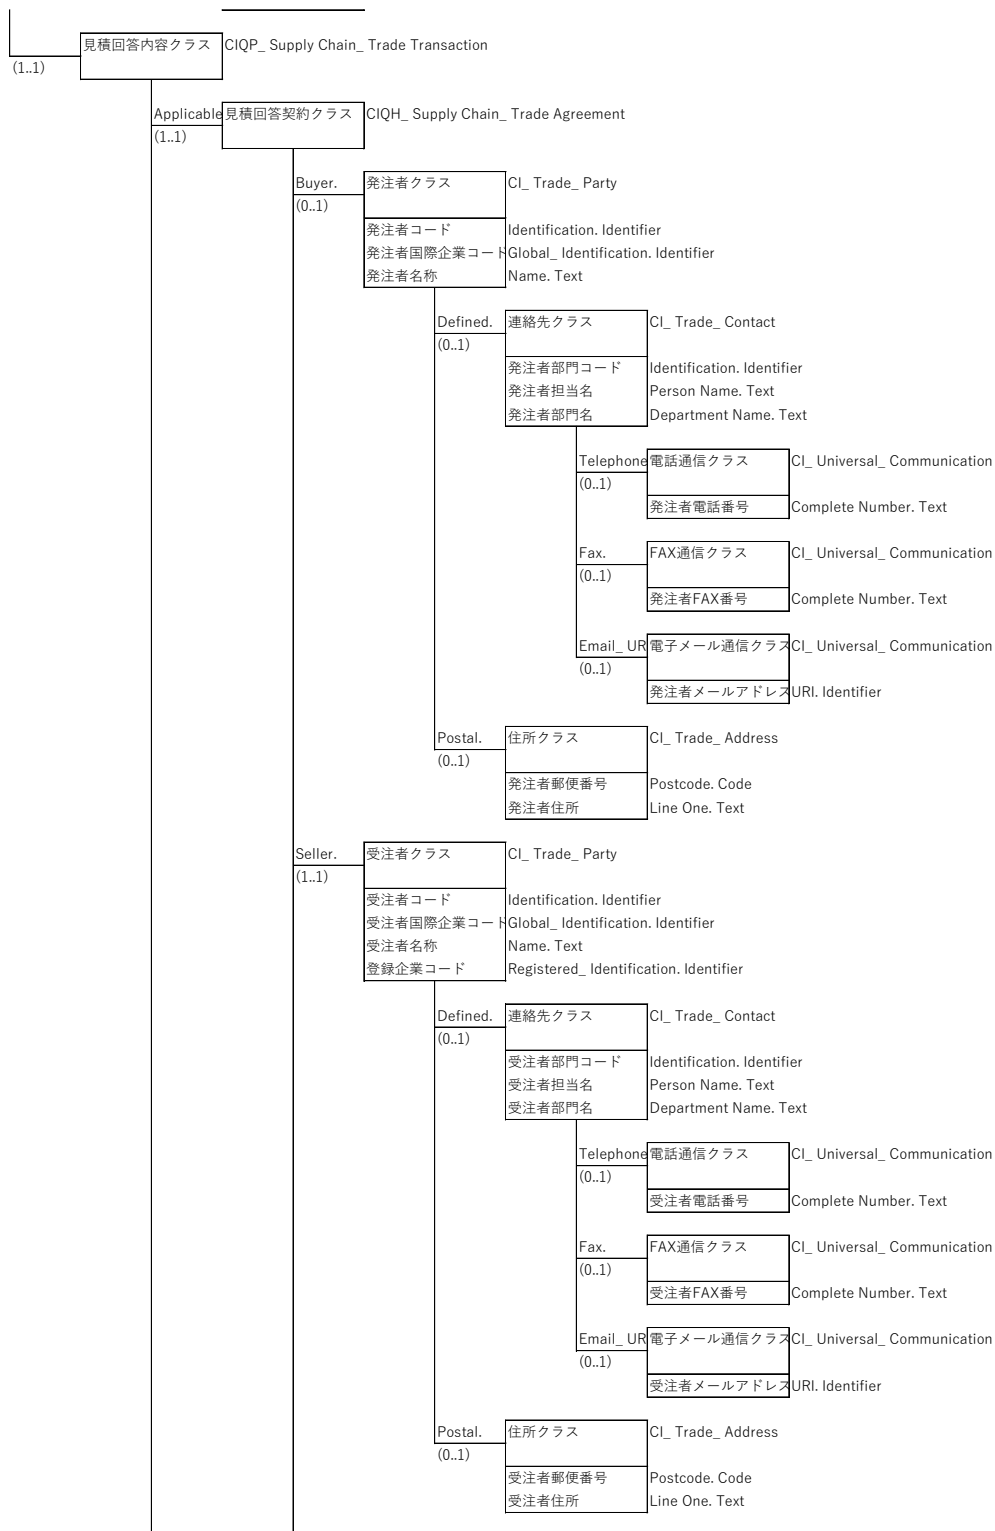 見積回答内容クラス CIQP_ Supply Chain_ Trade Transaction
(1..1)
Applicable 見積回答契約クラス CIQH_ Supply Chain_ Trade Agreement
(1..1)
Buyer. 発注者クラス CI_ Trade_ Party
(0..1)
発注者コード Identification. Identifier
発注者国際企業コード Global_ Identification. Identifier
発注者名称 Name. Text
Defined. 連絡先クラス CI_ Trade_ Contact
(0..1)
発注者部門コード Identification. Identifier
発注者担当名 Person Name. Text
発注者部門名 Department Name. Text
Telephone 電話通信クラス CI_ Universal_ Communication
(0..1)
発注者電話番号 Complete Number. Text
Fax. FAX通信クラス CI_ Universal_ Communication
(0..1)
発注者FAX番号 Complete Number. Text
Email_ UR 電子メール通信クラス CI_ Universal_ Communication
(0..1)
発注者メールアドレス URI. Identifier
Postal. 住所クラス CI_ Trade_ Address
(0..1)
発注者郵便番号 Postcode. Code
発注者住所 Line One. Text
Seller. 受注者クラス CI_ Trade_ Party
(1..1)
受注者コード Identification. Identifier
受注者国際企業コード Global_ Identification. Identifier
受注者名称 Name. Text
登録企業コード Registered_ Identification. Identifier
Defined. 連絡先クラス CI_ Trade_ Contact
(0..1)
受注者部門コード Identification. Identifier
受注者担当名 Person Name. Text
受注者部門名 Department Name. Text
Telephone 電話通信クラス CI_ Universal_ Communication
(0..1)
受注者電話番号 Complete Number. Text
Fax. FAX通信クラス CI_ Universal_ Communication
(0..1)
受注者FAX番号 Complete Number. Text
Email_ UR 電子メール通信クラス CI_ Universal_ Communication
(0..1)
受注者メールアドレス URI. Identifier
Postal. 住所クラス CI_ Trade_ Address
(0..1)
受注者郵便番号 Postcode. Code
受注者住所 Line One. Text